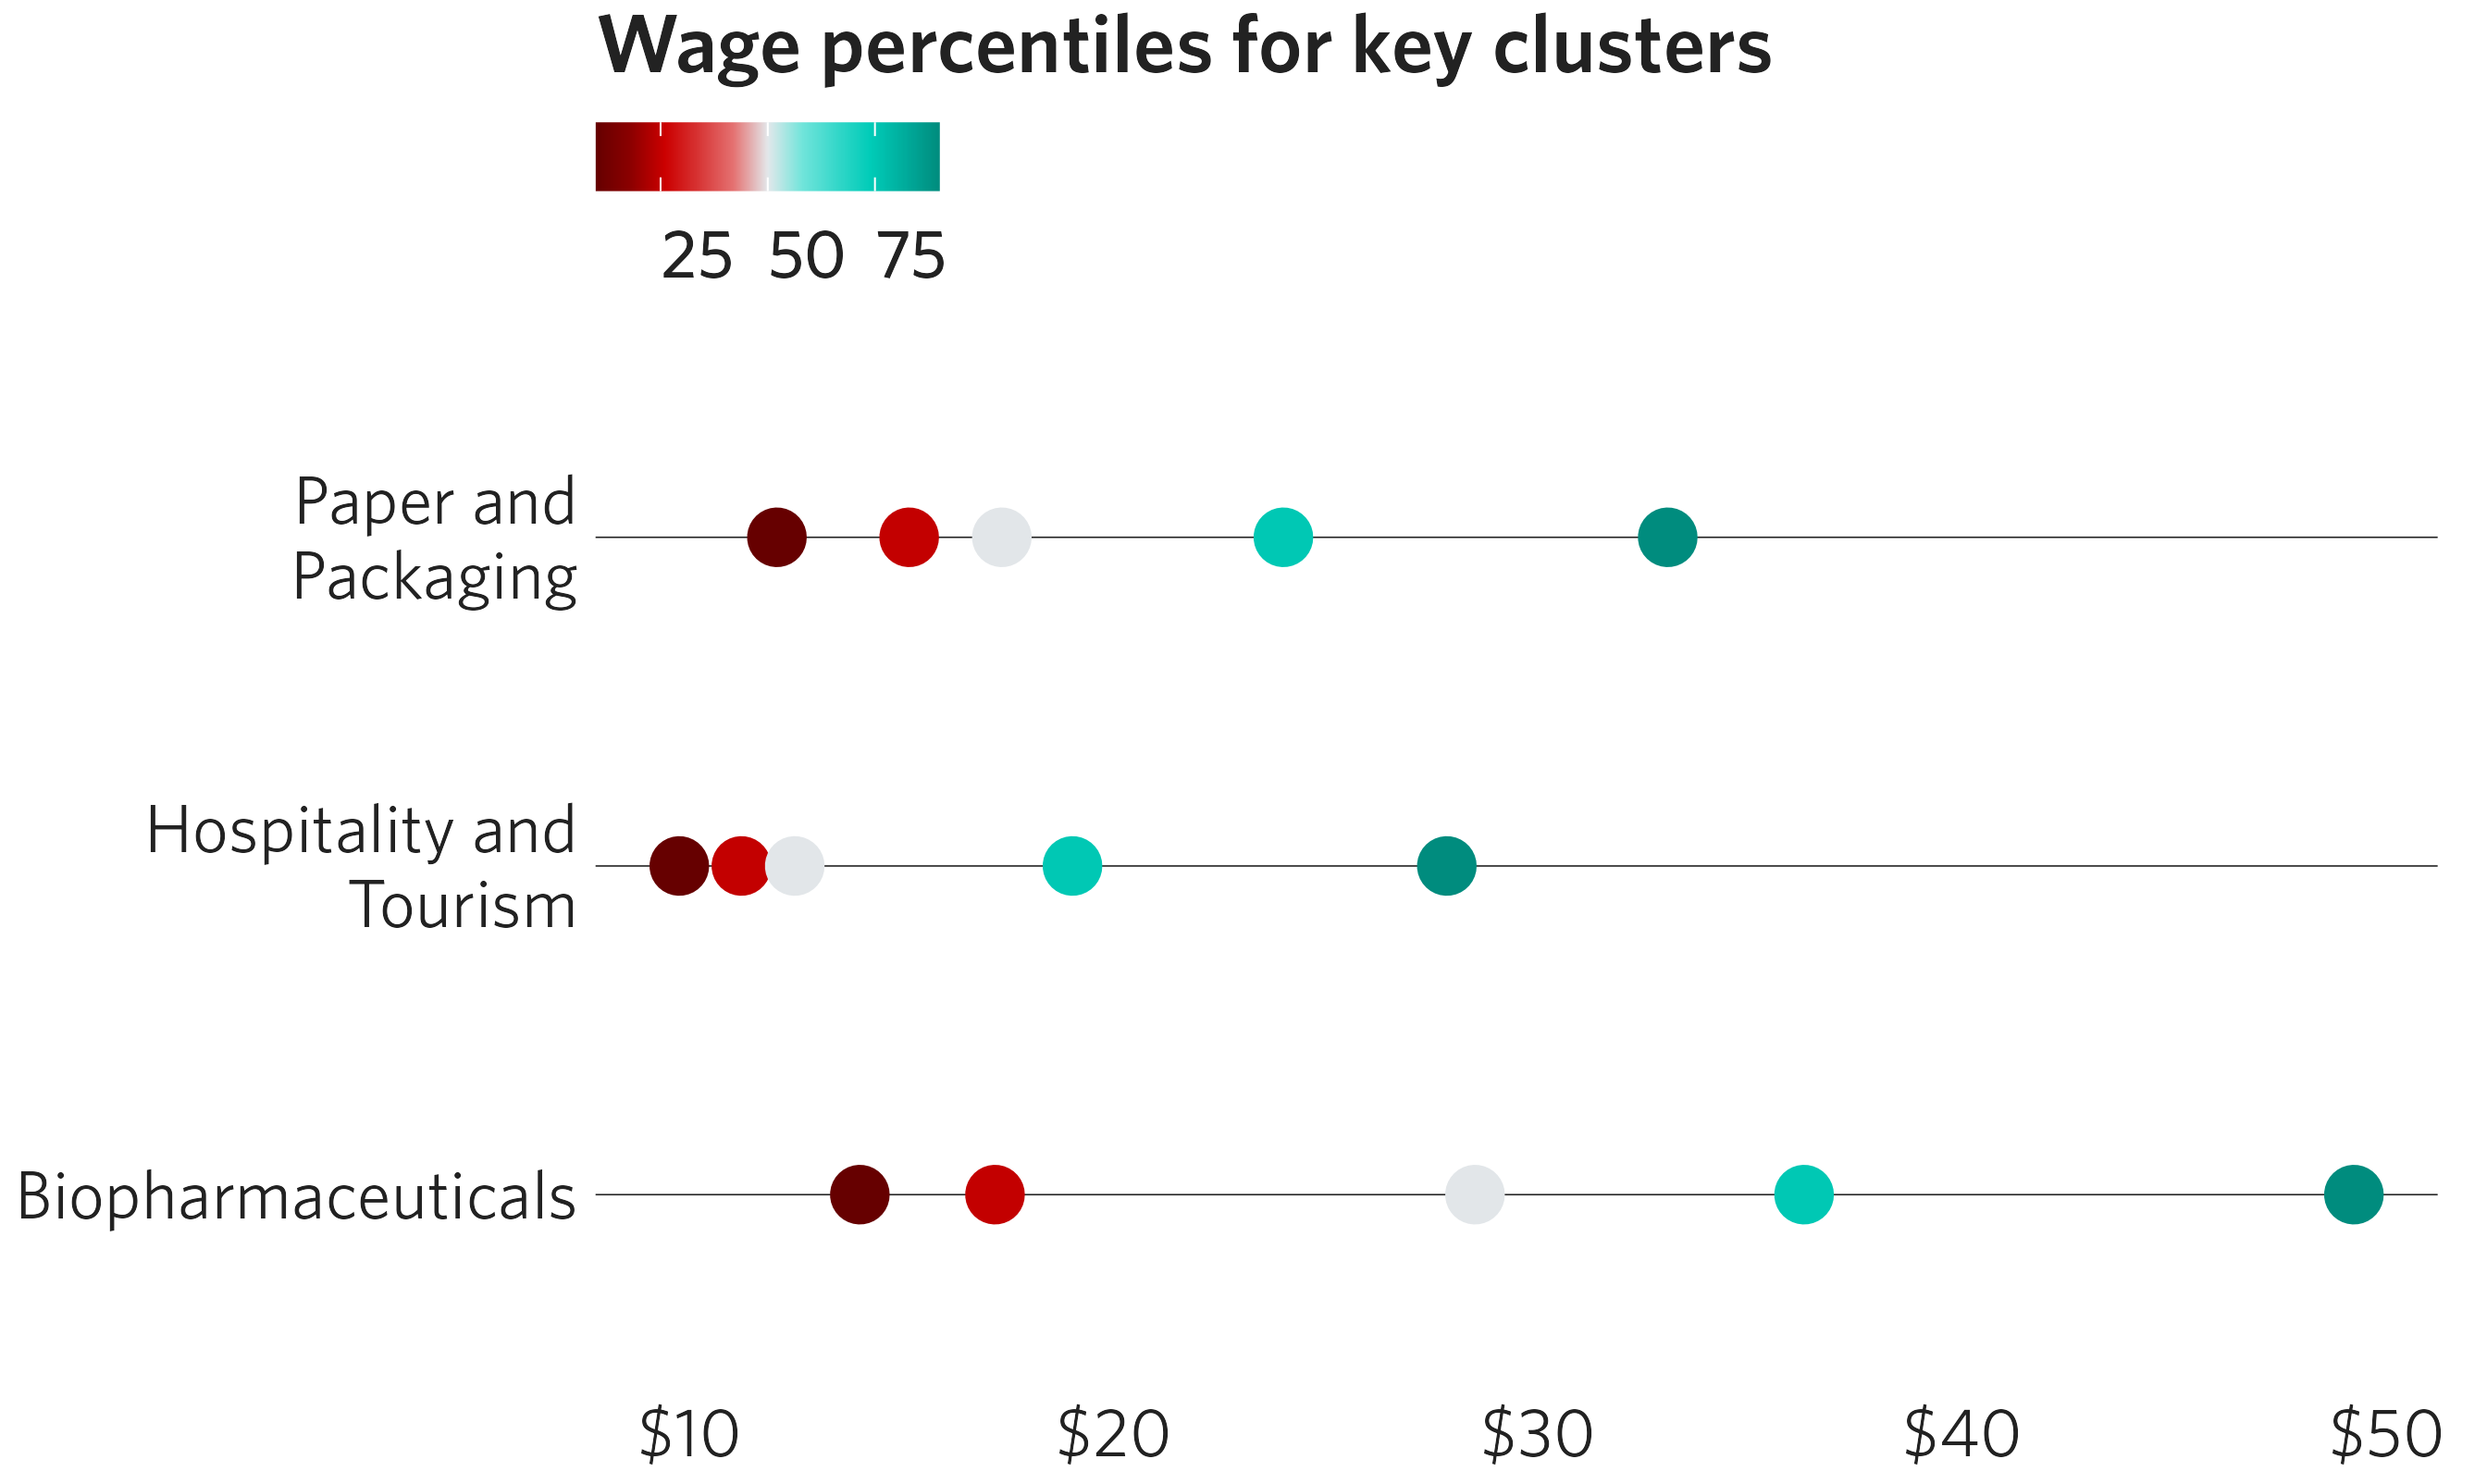 Wage percentiles for key clusters
25 50 75
Paper and
Packaging
Hospitality and
Tourism
Biopharmaceuticals
$10 $20 $30 $40 $50